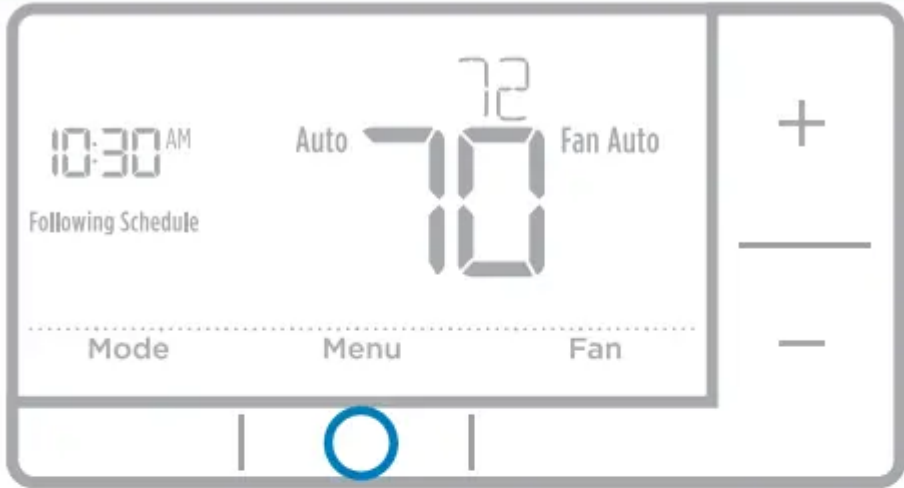 72
10:30 AM Auto 70 Fan Auto +
Following Schedule
Mode Menu Fan −